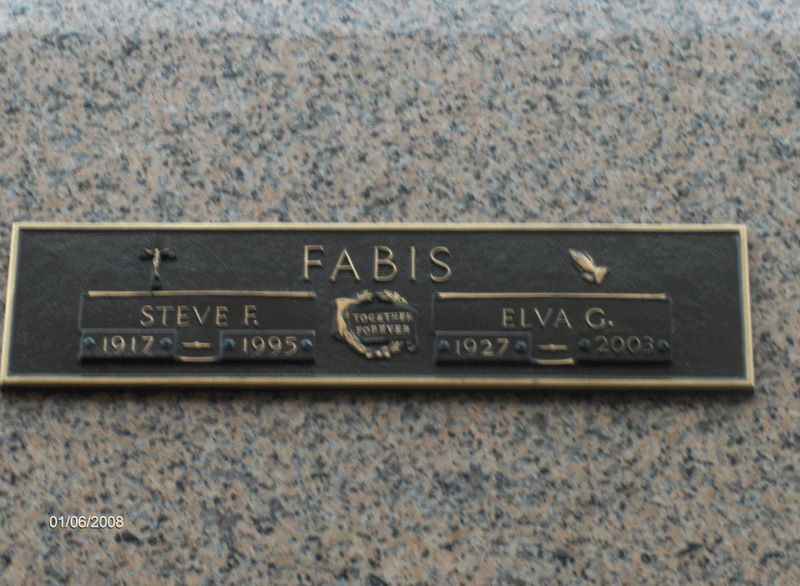 FABIS
STEVE F.
1917 1995
TOGETHER
FOREVER
ELVA G.
1927 2003
01/06/2008